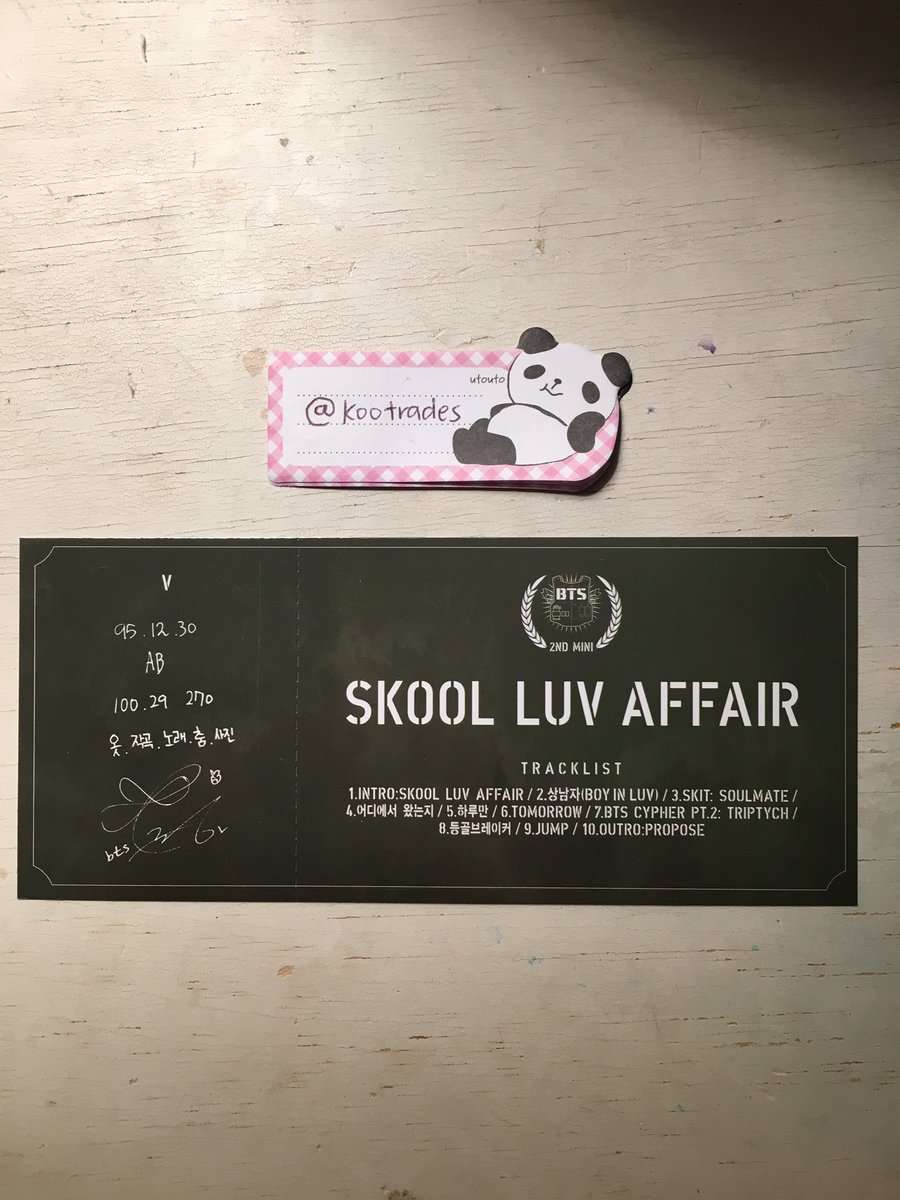 utouto
@kootrades
V
95.12.30
AB
100.29 270
옷.작곡.노래.춤.사진
bts
BTS
2ND MINI
SKOOL LUV AFFAIR
TRACKLIST
1.INTRO:SKOOL LUV AFFAIR / 2.상남자(BOY IN LUV) / 3.SKIT: SOULMATE /
4.어디에서 왔는지 / 5.하루만 / 6.TOMORROW / 7.BTS CYPHER PT.2: TRIPTYCH /
8.등골브레이커 / 9.JUMP / 10.OUTRO:PROPOSE